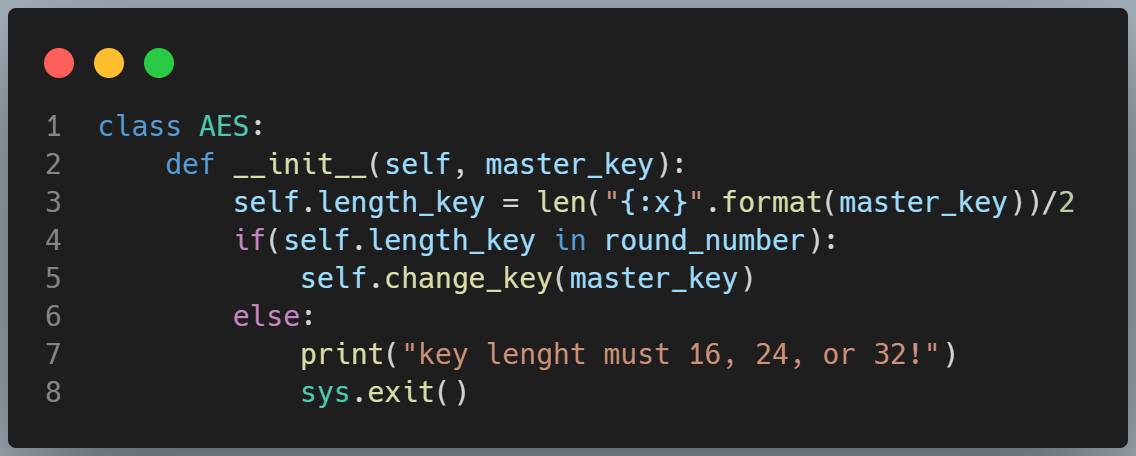 1 class AES:
2     def __init__(self, master_key):
3         self.length_key = len("{:x}".format(master_key))/2
4         if(self.length_key in round_number):
5             self.change_key(master_key)
6         else:
7             print("key lenght must 16, 24, or 32!")
8             sys.exit()